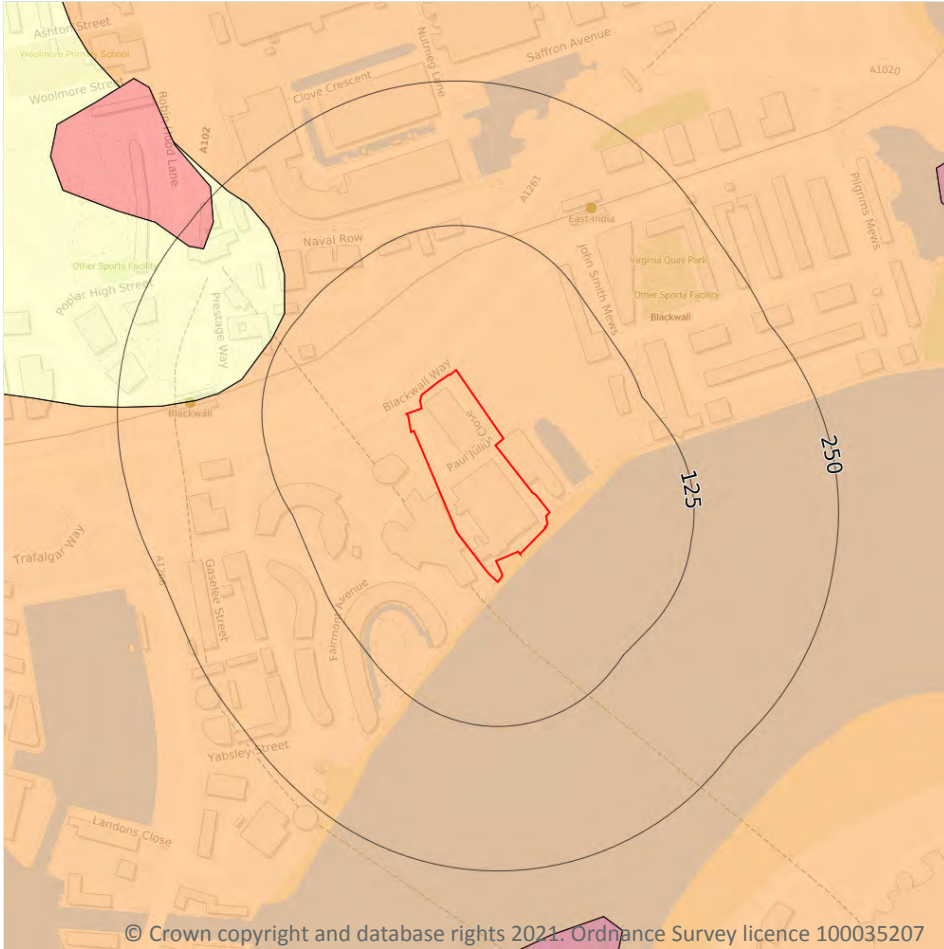 Ashton Street
Woolmore Primary School
Woolmore Street
Robin Hood Lane
A102
Clove Crescent
Nutmeg Lane
Saffron Avenue
A1020
A1261
East India
Naval Row
Other Sports Facility
Poplar High Street
Prestage Way
Blackwall
John Smith Mews
Virginia Quay Park
Other Sports Facility
Blackwall
Pilgrims Mews
Blackwall Way
Paul Julius Close
250
125
Trafalgar Way
A1206
Gaselee Street
Fairmont Avenue
Yabsley Street
Landons Close
© Crown copyright and database rights 2021. Ordnance Survey licence 100035207